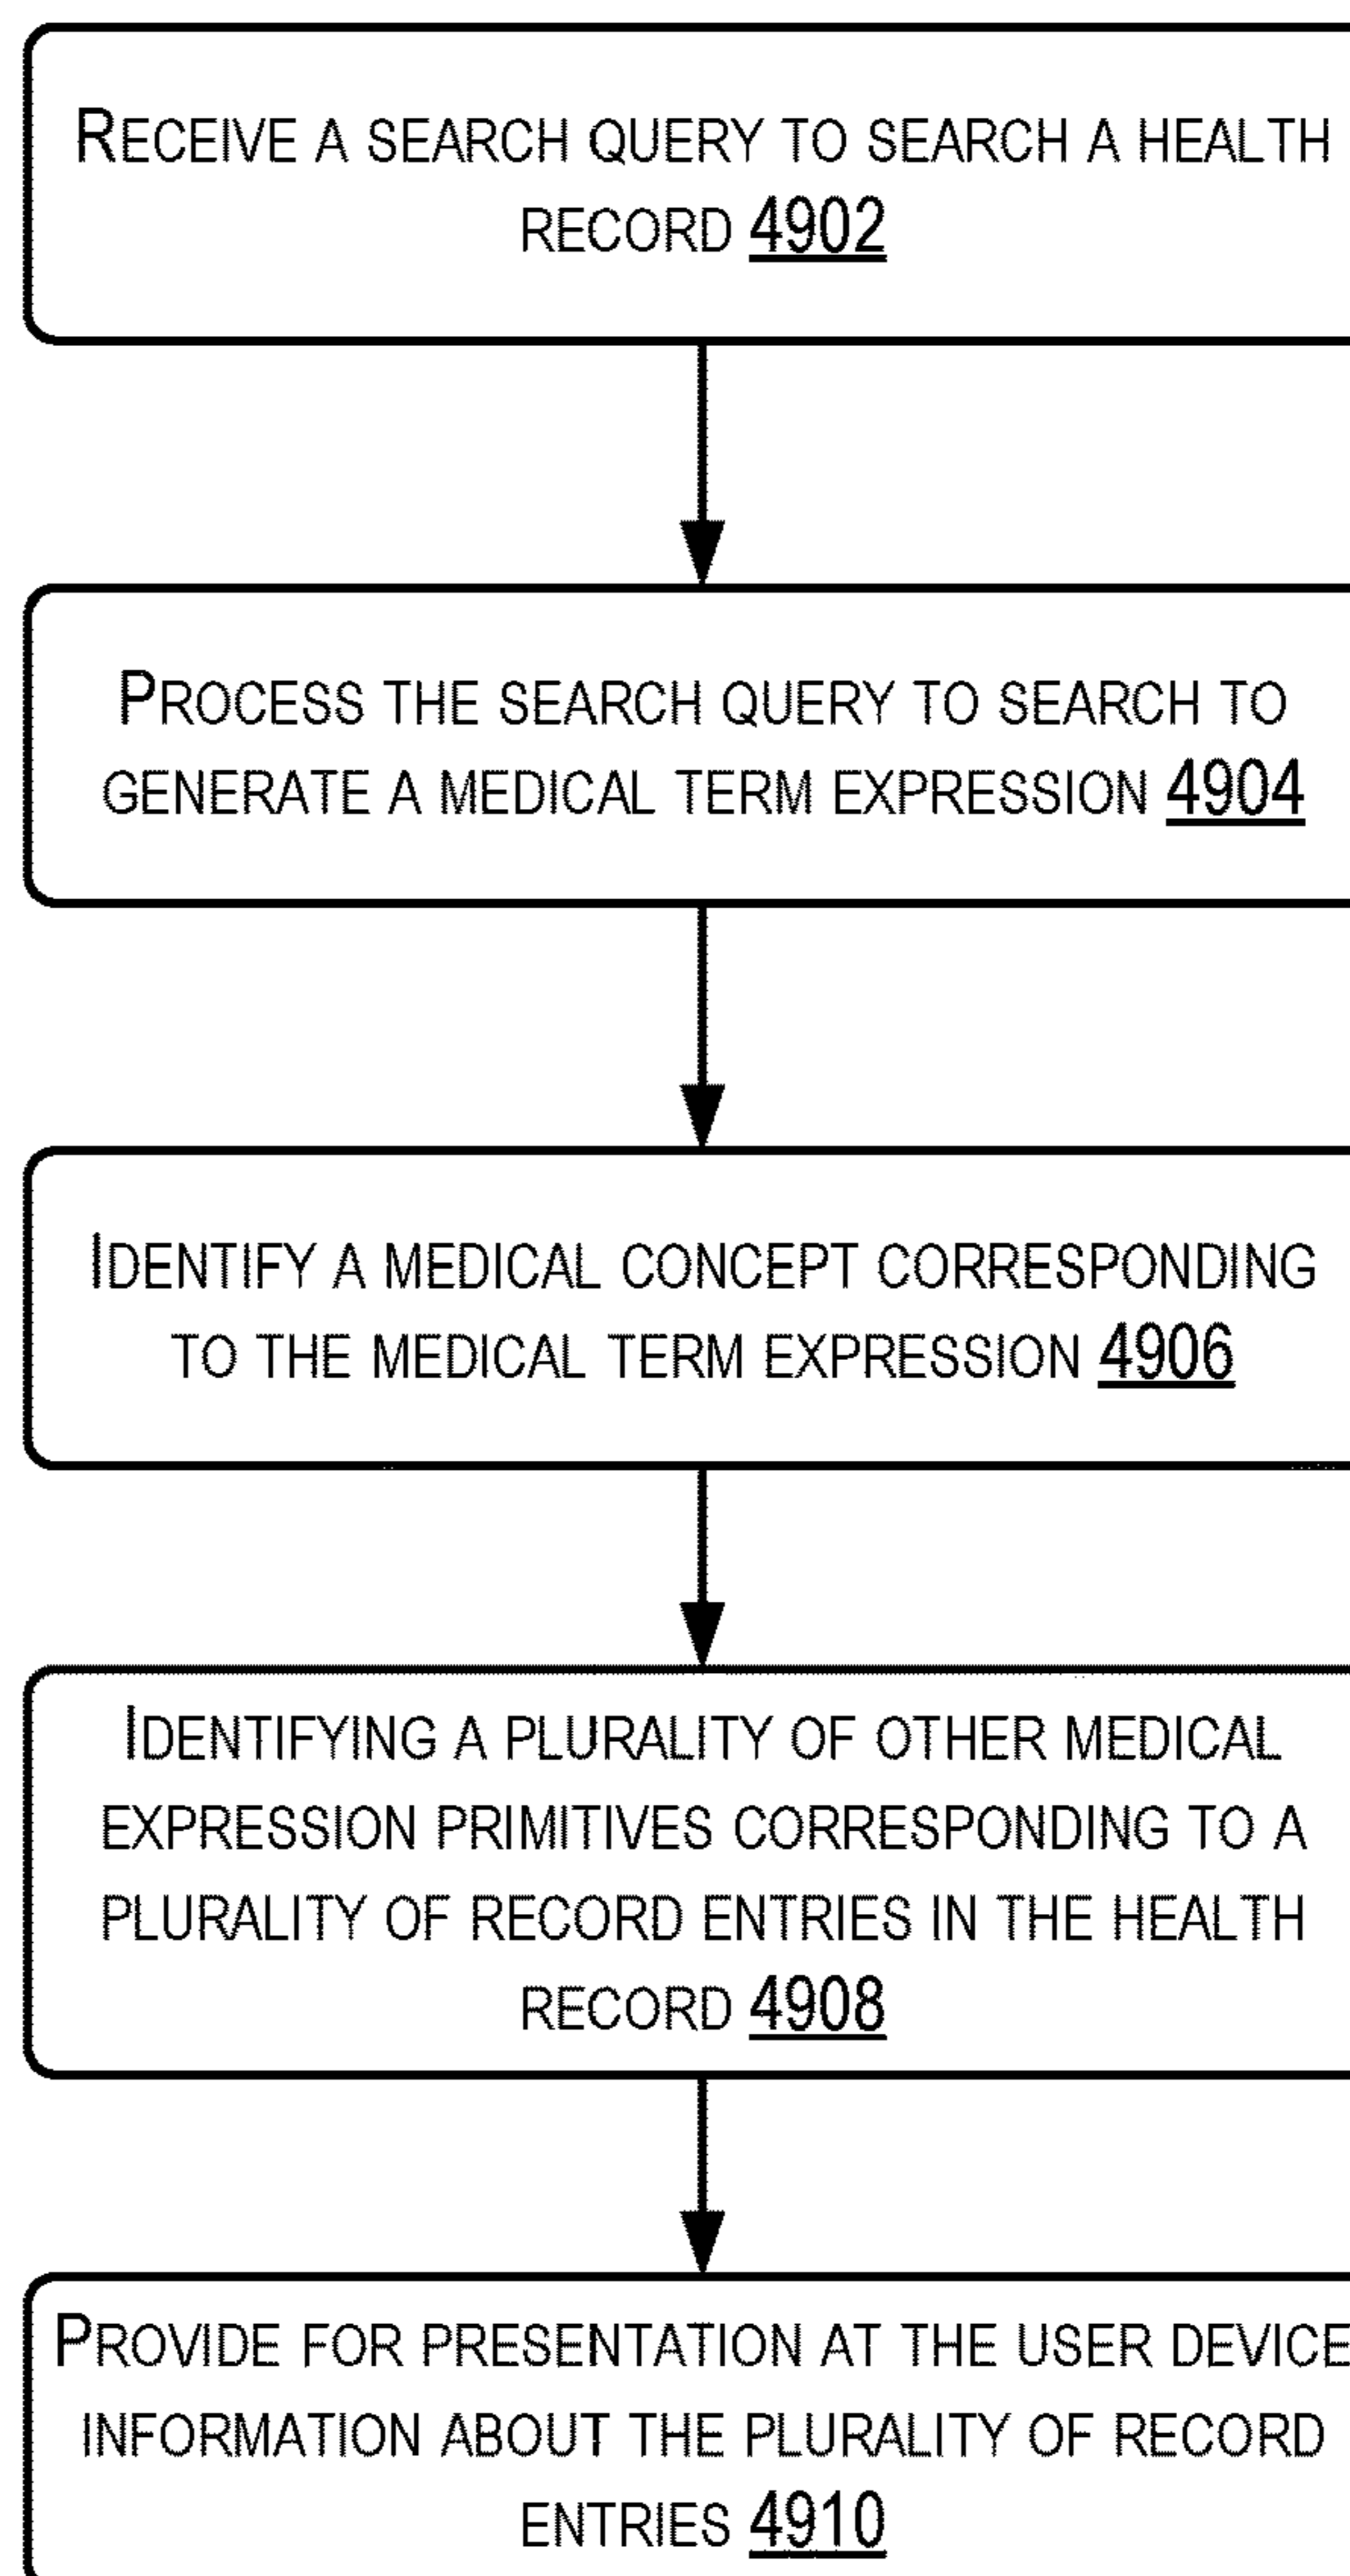 RECEIVE A SEARCH QUERY TO SEARCH A HEALTH
RECORD 4902
PROCESS THE SEARCH QUERY TO SEARCH TO
GENERATE A MEDICAL TERM EXPRESSION 4904
IDENTIFY A MEDICAL CONCEPT CORRESPONDING
TO THE MEDICAL TERM EXPRESSION 4906
IDENTIFYING A PLURALITY OF OTHER MEDICAL
EXPRESSION PRIMITIVES CORRESPONDING TO A
PLURALITY OF RECORD ENTRIES IN THE HEALTH
RECORD 4908
PROVIDE FOR PRESENTATION AT THE USER DEVICE
INFORMATION ABOUT THE PLURALITY OF RECORD
ENTRIES 4910